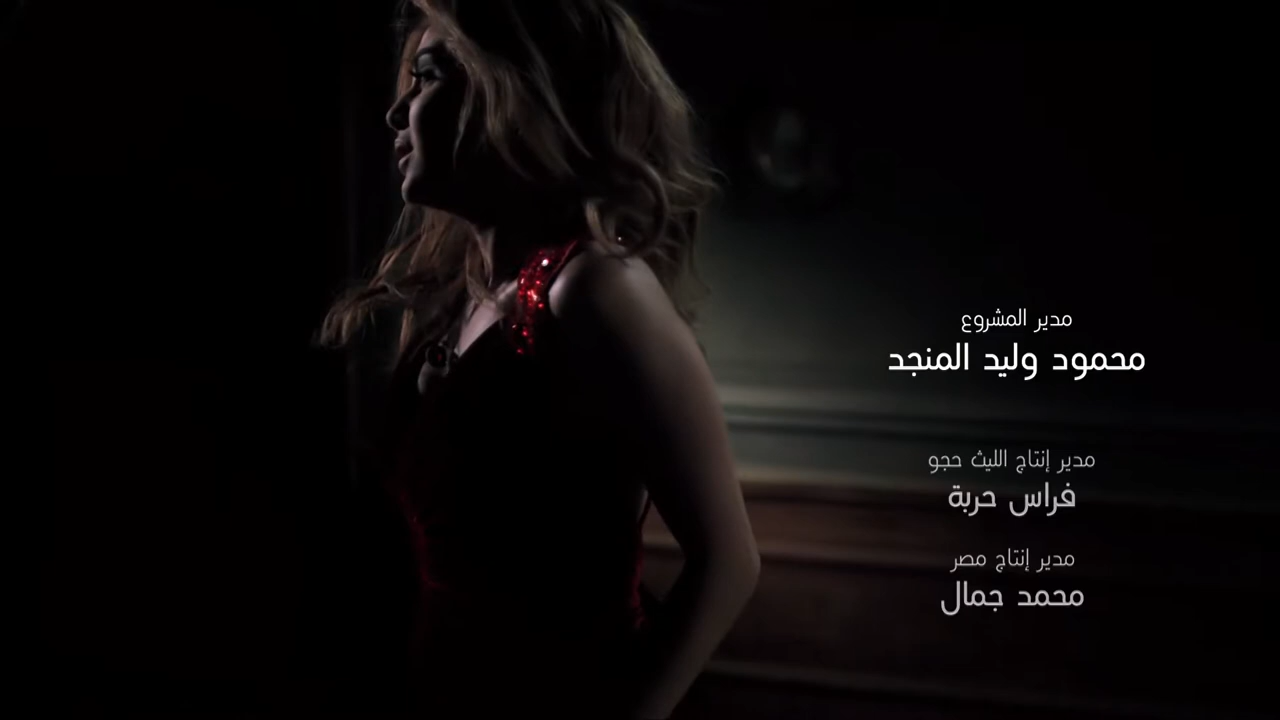 مدير المشروع
محمود وليد المنجد
مدير إنتاج الليث حجو
فراس حربة
مدير إنتاج مصر
محمد جمال